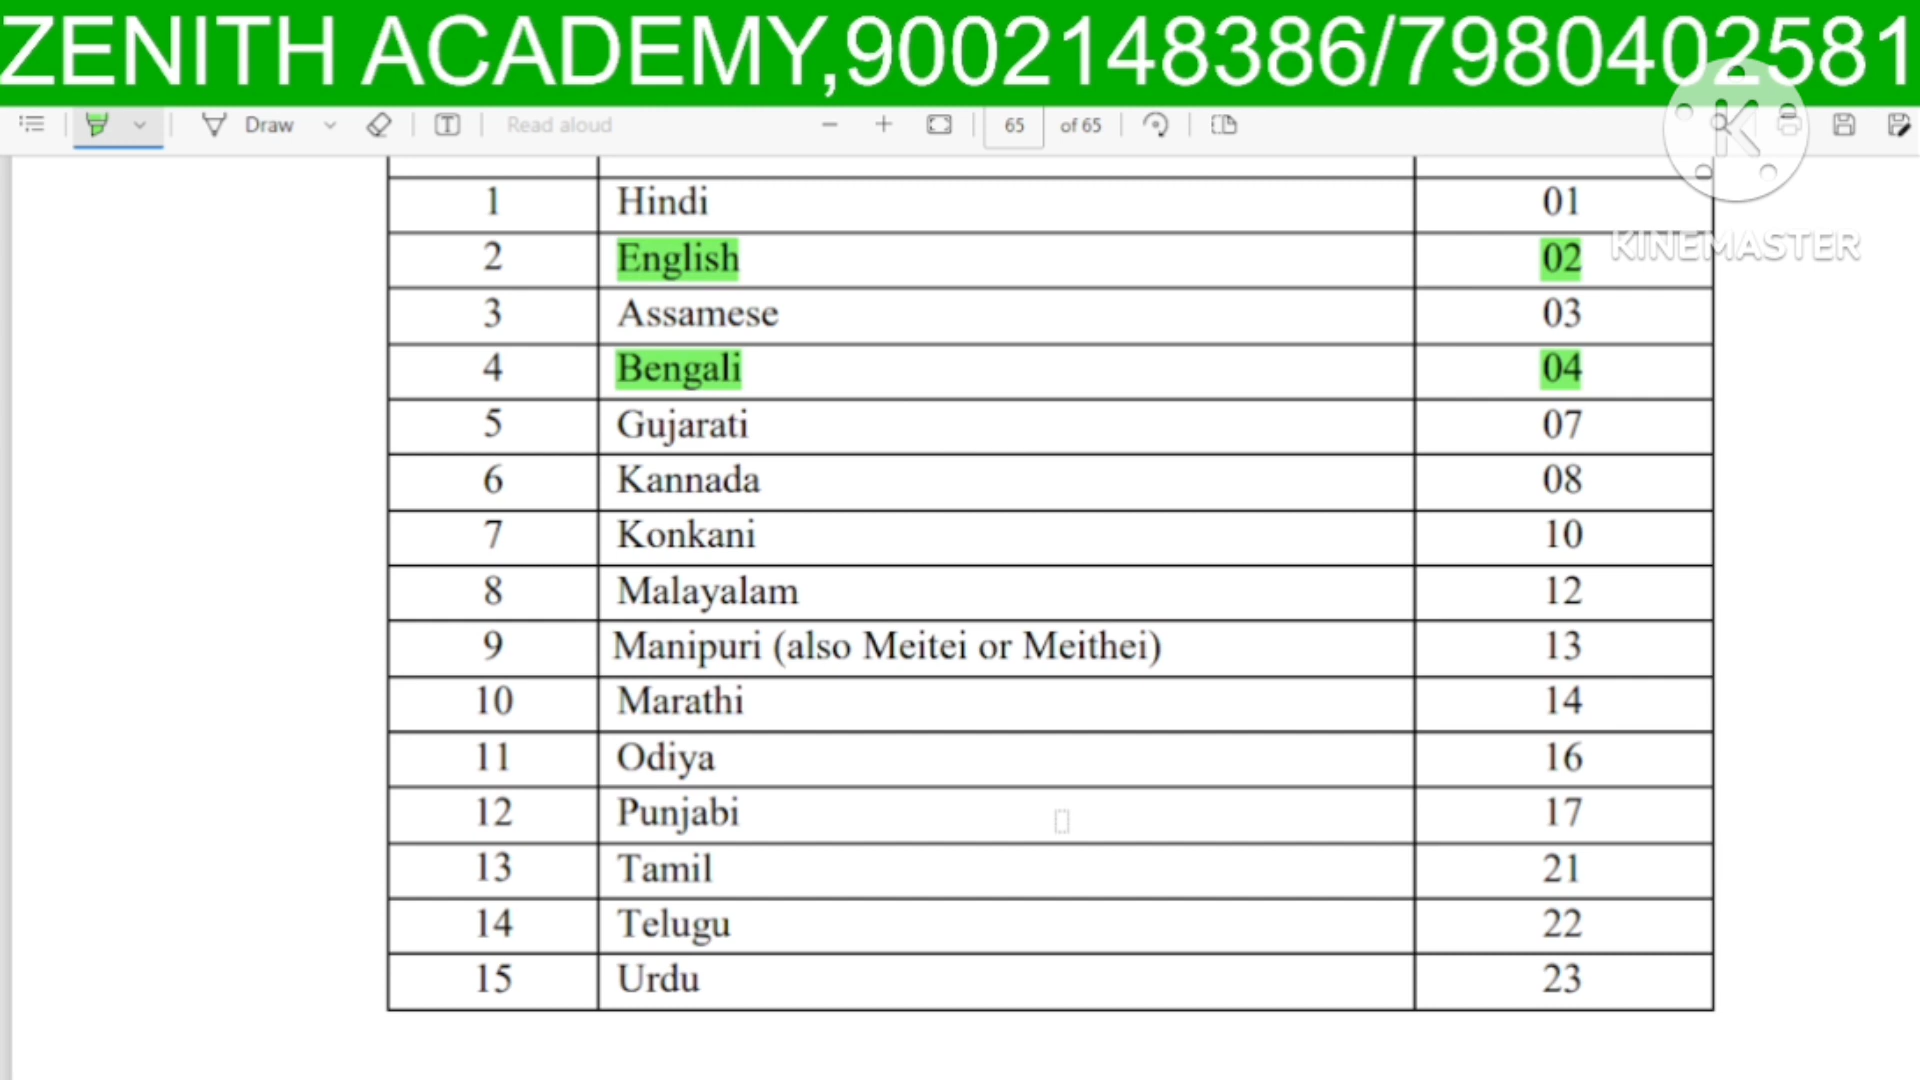 ZENITH ACADEMY,9002148386/7980402581
Draw Read aloud 65 of 65
KINEMASTER
1 Hindi 01
2 English 02
3 Assamese 03
4 Bengali 04
5 Gujarati 07
6 Kannada 08
7 Konkani 10
8 Malayalam 12
9 Manipuri (also Meitei or Meithei) 13
10 Marathi 14
11 Odiya 16
12 Punjabi 17
13 Tamil 21
14 Telugu 22
15 Urdu 23